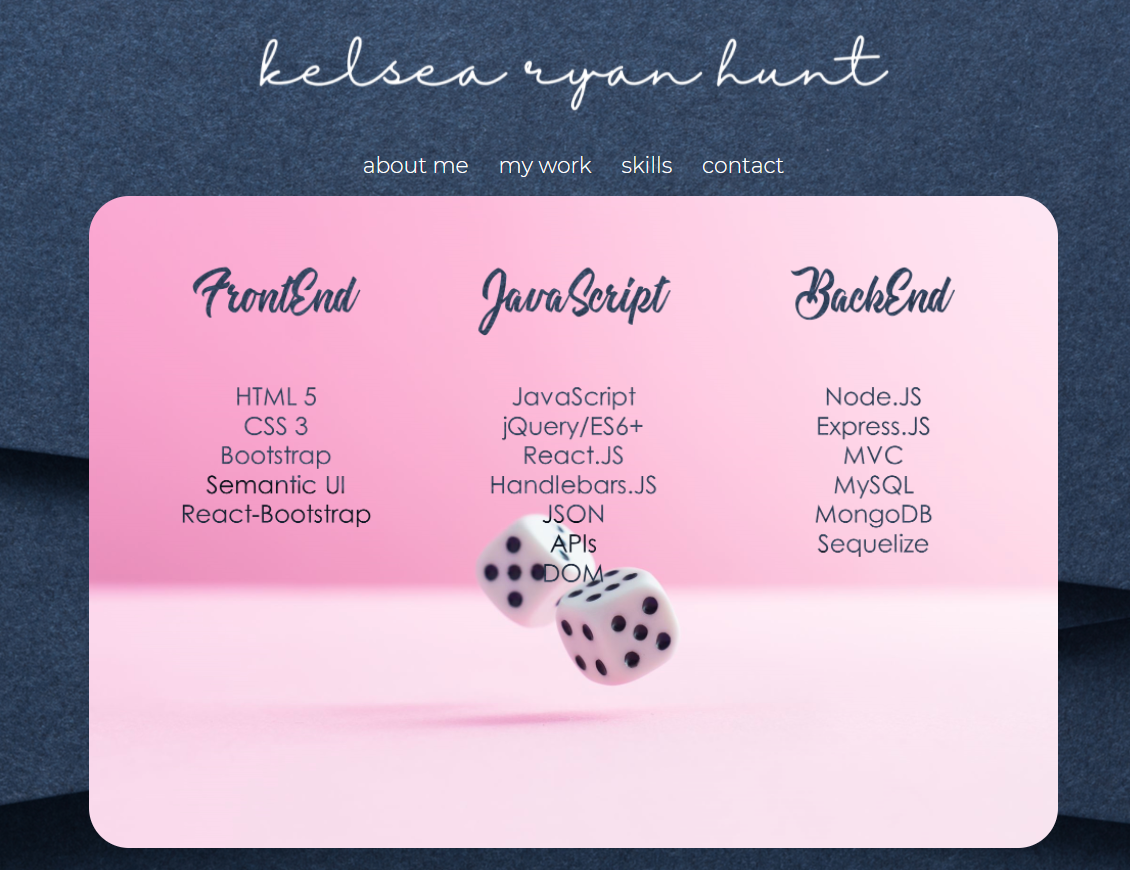 kelsea ryan hunt
about me my work skills contact
FrontEnd
HTML 5
CSS 3
Bootstrap
Semantic UI
React-Bootstrap
JavaScript
JavaScript
jQuery/ES6+
React.JS
Handlebars.JS
JSON
APIs
DOM
BackEnd
Node.JS
Express.JS
MVC
MySQL
MongoDB
Sequelize